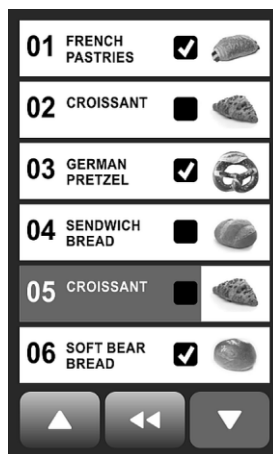 01 FRENCH
PASTRIES
02 CROISSANT
03 GERMAN
PRETZEL
04 SENDWICH
BREAD
05 CROISSANT
06 SOFT BEAR
BREAD